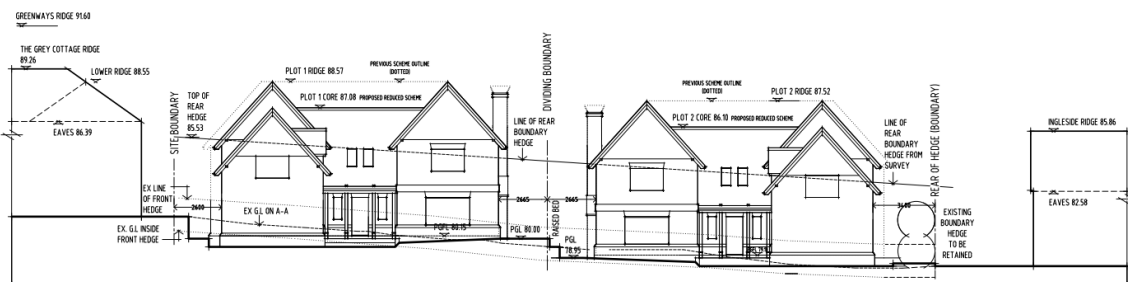 GREENWAYS RIDGE 91.60
THE GREY COTTAGE RIDGE
89.26
LOWER RIDGE 88.55
EAVES 86.39
SITE BOUNDARY
TOP OF
REAR
HEDGE
85.53
PLOT 1 RIDGE 88.57
PREVIOUS SCHEME OUTLINE
(DOTTED)
PLOT 1 CORE 87.08 PROPOSED REDUCED SCHEME
LINE OF REAR
BOUNDARY
HEDGE
DIVIDING BOUNDARY
PREVIOUS SCHEME OUTLINE
(DOTTED)
PLOT 2 RIDGE 87.52
PLOT 2 CORE 86.10 PROPOSED REDUCED SCHEME
LINE OF
REAR
BOUNDARY
HEDGE FROM
SURVEY
REAR OF HEDGE (BOUNDARY)
INGLESIDE RIDGE 85.86
EAVES 82.58
EX LINE
OF FRONT
HEDGE
2600
EX G.L ON A-A
EX. G.L INSIDE
FRONT HEDGE
PGFL 80.15
PGL 80.00
2665
2665
RAISED BED
PGL
78.95
EXISTING
BOUNDARY
HEDGE
TO BE
RETAINED